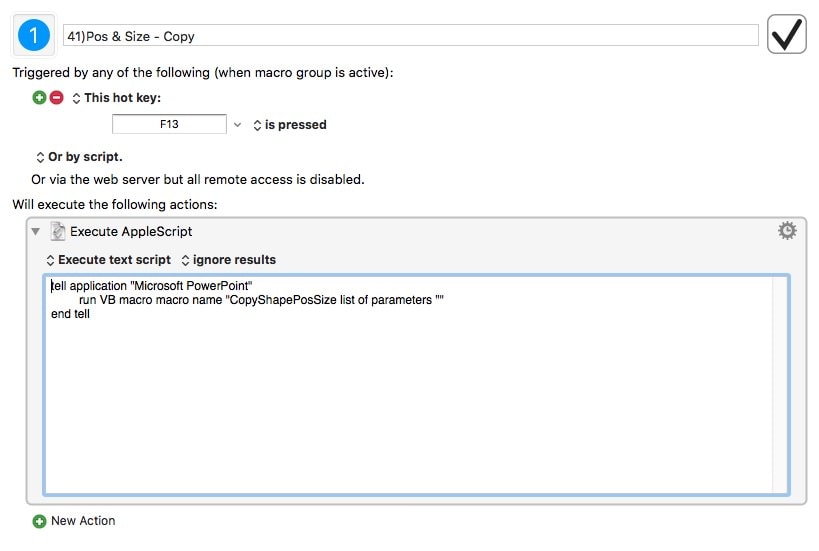 1
41)Pos & Size - Copy
Triggered by any of the following (when macro group is active):
This hot key:
F13
is pressed
Or by script.
Or via the web server but all remote access is disabled.
Will execute the following actions:
Execute AppleScript
Execute text script ignore results
tell application "Microsoft PowerPoint"
run VB macro macro name "CopyShapePosSize list of parameters ""
end tell
New Action